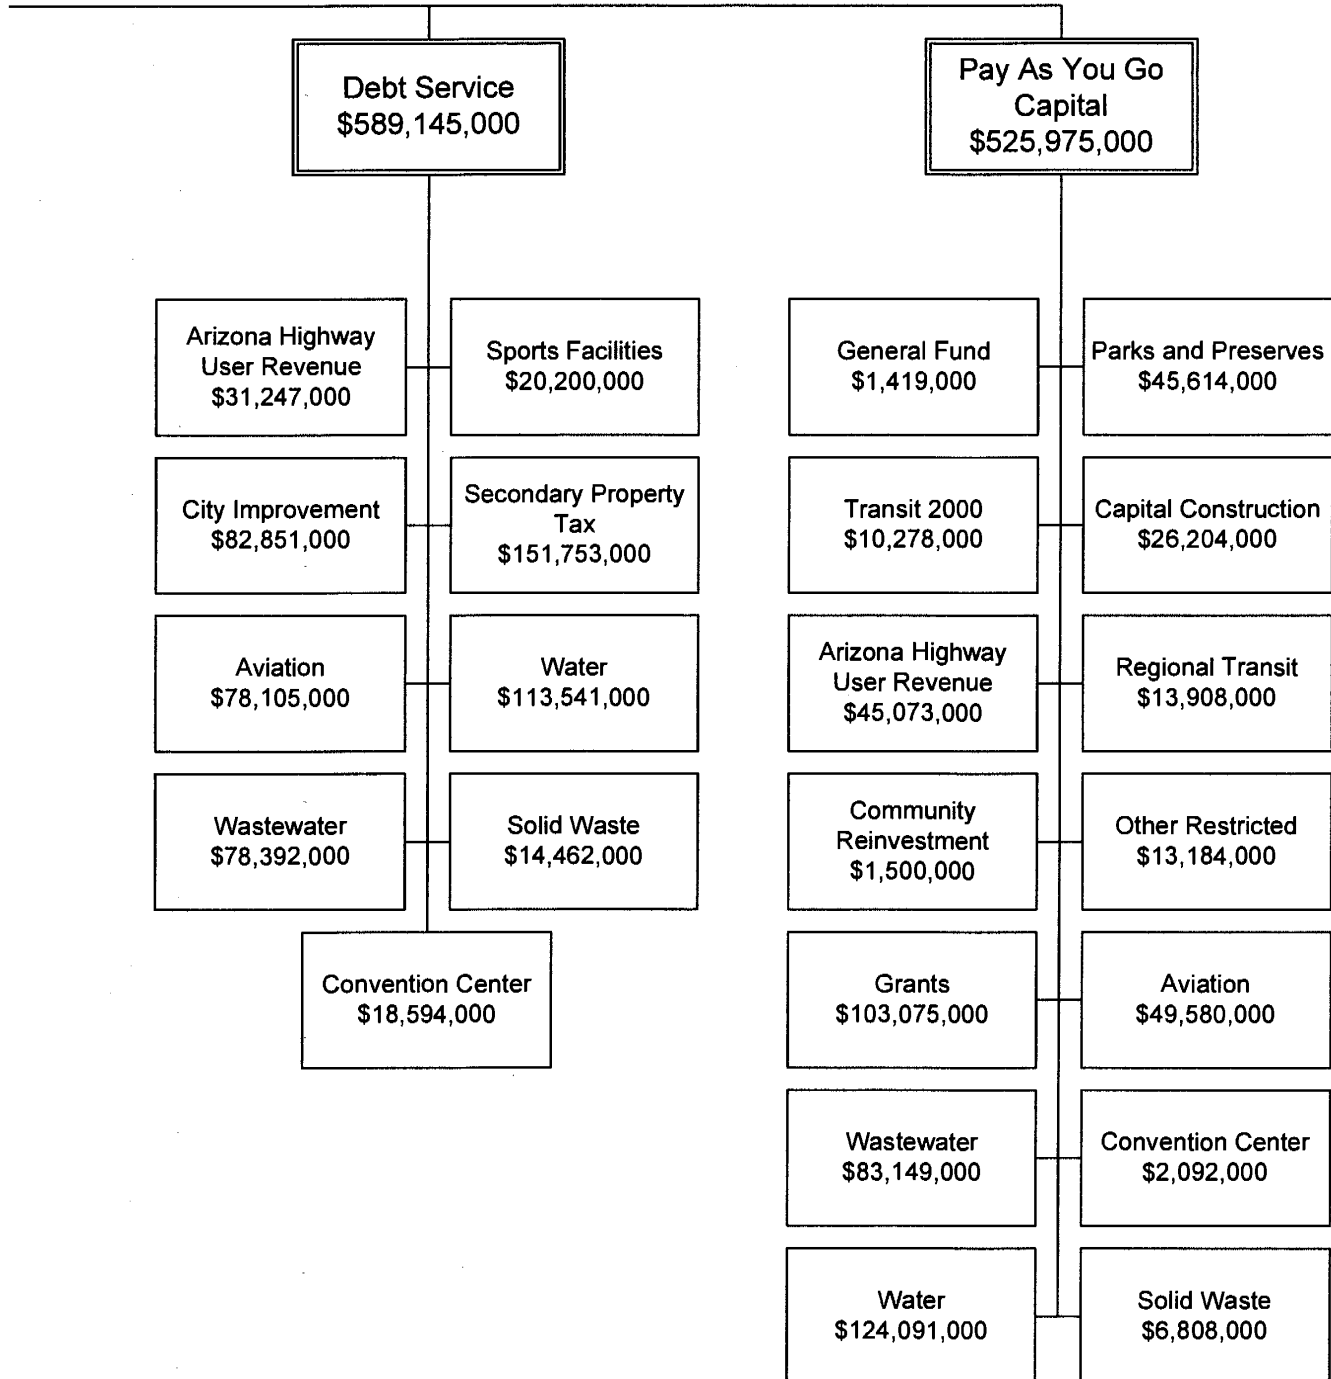 Debt Service
$589,145,000
Pay As You Go
Capital
$525,975,000
Arizona Highway
User Revenue
$31,247,000
Sports Facilities
$20,200,000
City Improvement
$82,851,000
Secondary Property
Tax
$151,753,000
Aviation
$78,105,000
Water
$113,541,000
Wastewater
$78,392,000
Solid Waste
$14,462,000
Convention Center
$18,594,000
General Fund
$1,419,000
Parks and Preserves
$45,614,000
Transit 2000
$10,278,000
Capital Construction
$26,204,000
Arizona Highway
User Revenue
$45,073,000
Regional Transit
$13,908,000
Community
Reinvestment
$1,500,000
Other Restricted
$13,184,000
Grants
$103,075,000
Aviation
$49,580,000
Wastewater
$83,149,000
Convention Center
$2,092,000
Water
$124,091,000
Solid Waste
$6,808,000